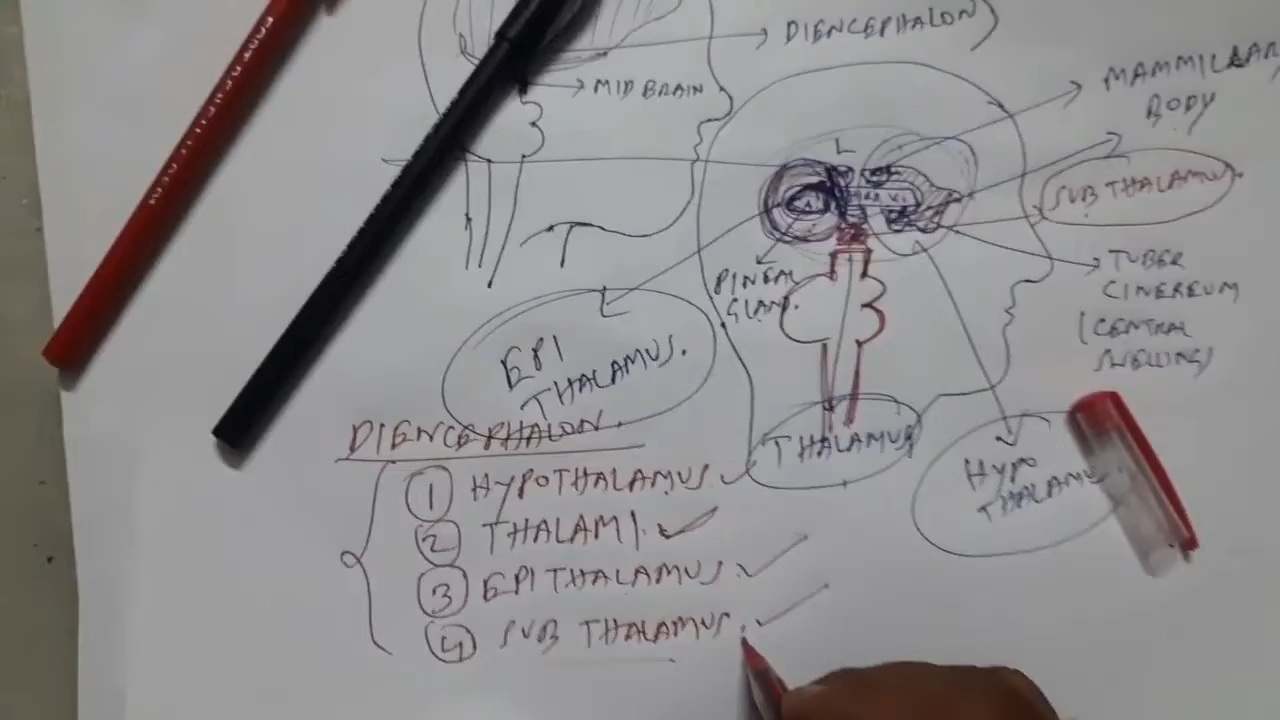 DIENCEPHALON)
MID BRAIN
MAMMILLARY
BODY
SUB THALAMUS.
TUBER
CINEREUM
(CENTRAL
SWELLING)
PINEAL
GLAND.
EPI
THALAMUS.
THALAMUS
HYPO
THALAMUS
DIENCEPHALON.
1 HYPOTHALAMUS
2 THALAMI.
3 EPITHALAMUS.
4 SUB THALAMUS.